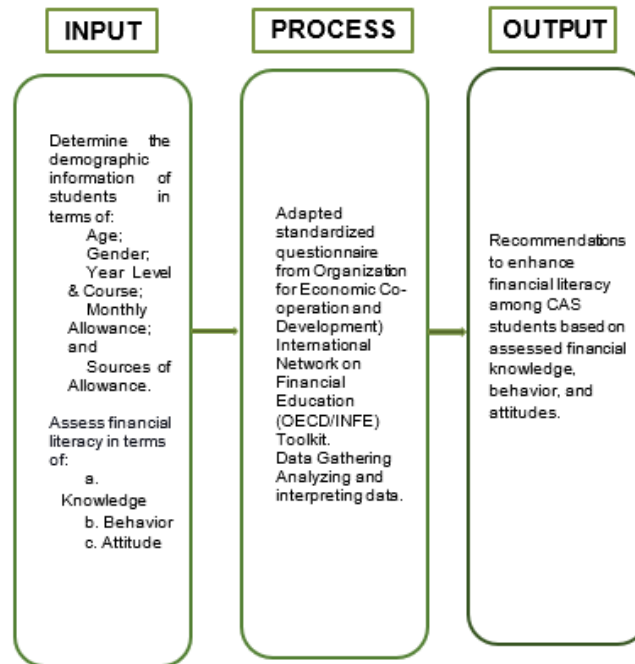 INPUT
PROCESS
OUTPUT
Determine the
demographic
information of
students in
terms of:
Age;
Gender;
Year Level
& Course;
Monthly
Allowance;
and
Sources of
Allowance.
Assess financial
literacy in terms
of:
a.
Knowledge
b. Behavior
c. Attitude
Adapted
standardized
questionnaire
from Organization
for Economic Co-
operation and
Development)
International
Network on
Financial
Education
(OECD/INFE)
Toolkit.
Data Gathering
Analyzing and
interpreting data.
Recommendations
to enhance
financial literacy
among CAS
students based on
assessed financial
knowledge,
behavior, and
attitudes.